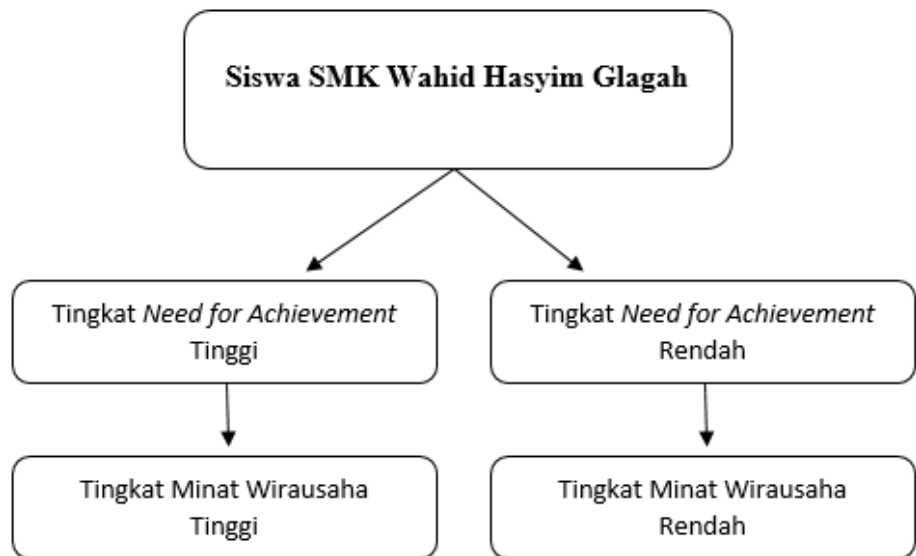 Siswa SMK Wahid Hasyim Glagah
Tingkat Need for Achievement
Tinggi
Tingkat Need for Achievement
Rendah
Tingkat Minat Wirausaha
Tinggi
Tingkat Minat Wirausaha
Rendah